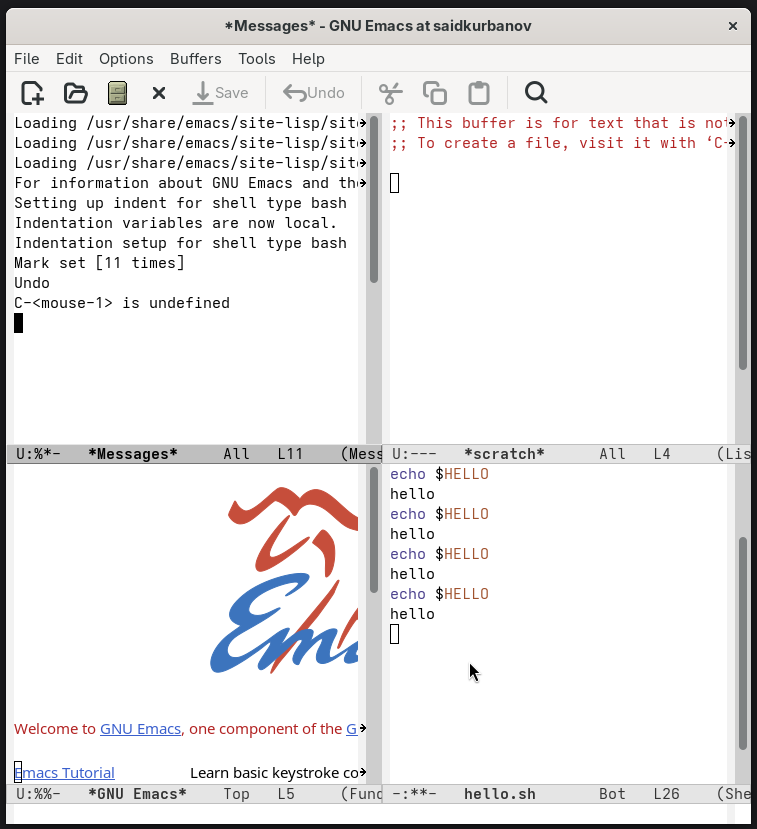 *Messages* - GNU Emacs at saidkurbanov
File Edit Options Buffers Tools Help
Save Undo
Loading /usr/share/emacs/site-lisp/site
Loading /usr/share/emacs/site-lisp/site
Loading /usr/share/emacs/site-lisp/site
For information about GNU Emacs and the
Setting up indent for shell type bash
Indentation variables are now local.
Indentation setup for shell type bash
Mark set [11 times]
Undo
C-<mouse-1> is undefined
U:%*- *Messages* All L11 (Mess
;; This buffer is for text that is not
;; To create a file, visit it with ‘C-
U:--- *scratch* All L4 (Lis
Ema
Welcome to GNU Emacs, one component of the G
Emacs Tutorial Learn basic keystroke co
U:%%- *GNU Emacs* Top L5 (Fund
echo $HELLO
hello
echo $HELLO
hello
echo $HELLO
hello
echo $HELLO
hello
-:**- hello.sh Bot L26 (She